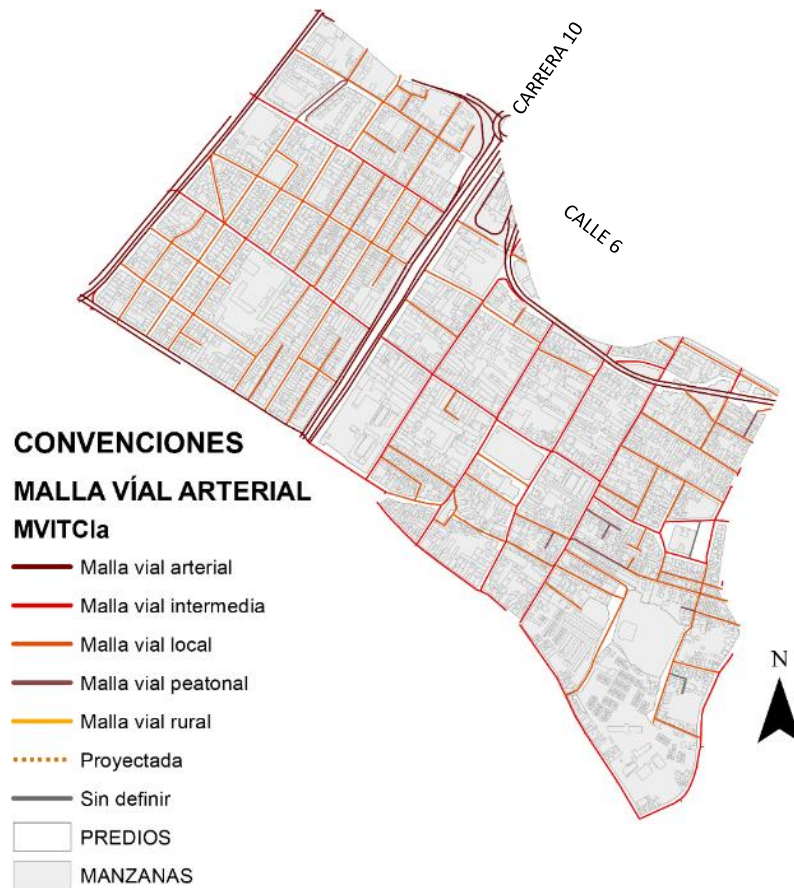 CARRERA 10
CALLE 6
CONVENCIONES
MALLA VÍAL ARTERIAL
MVITCla
Malla vial arterial
Malla vial intermedia
Malla vial local
Malla vial peatonal
Malla vial rural
Proyectada
Sin definir
PREDIOS
MANZANAS
N